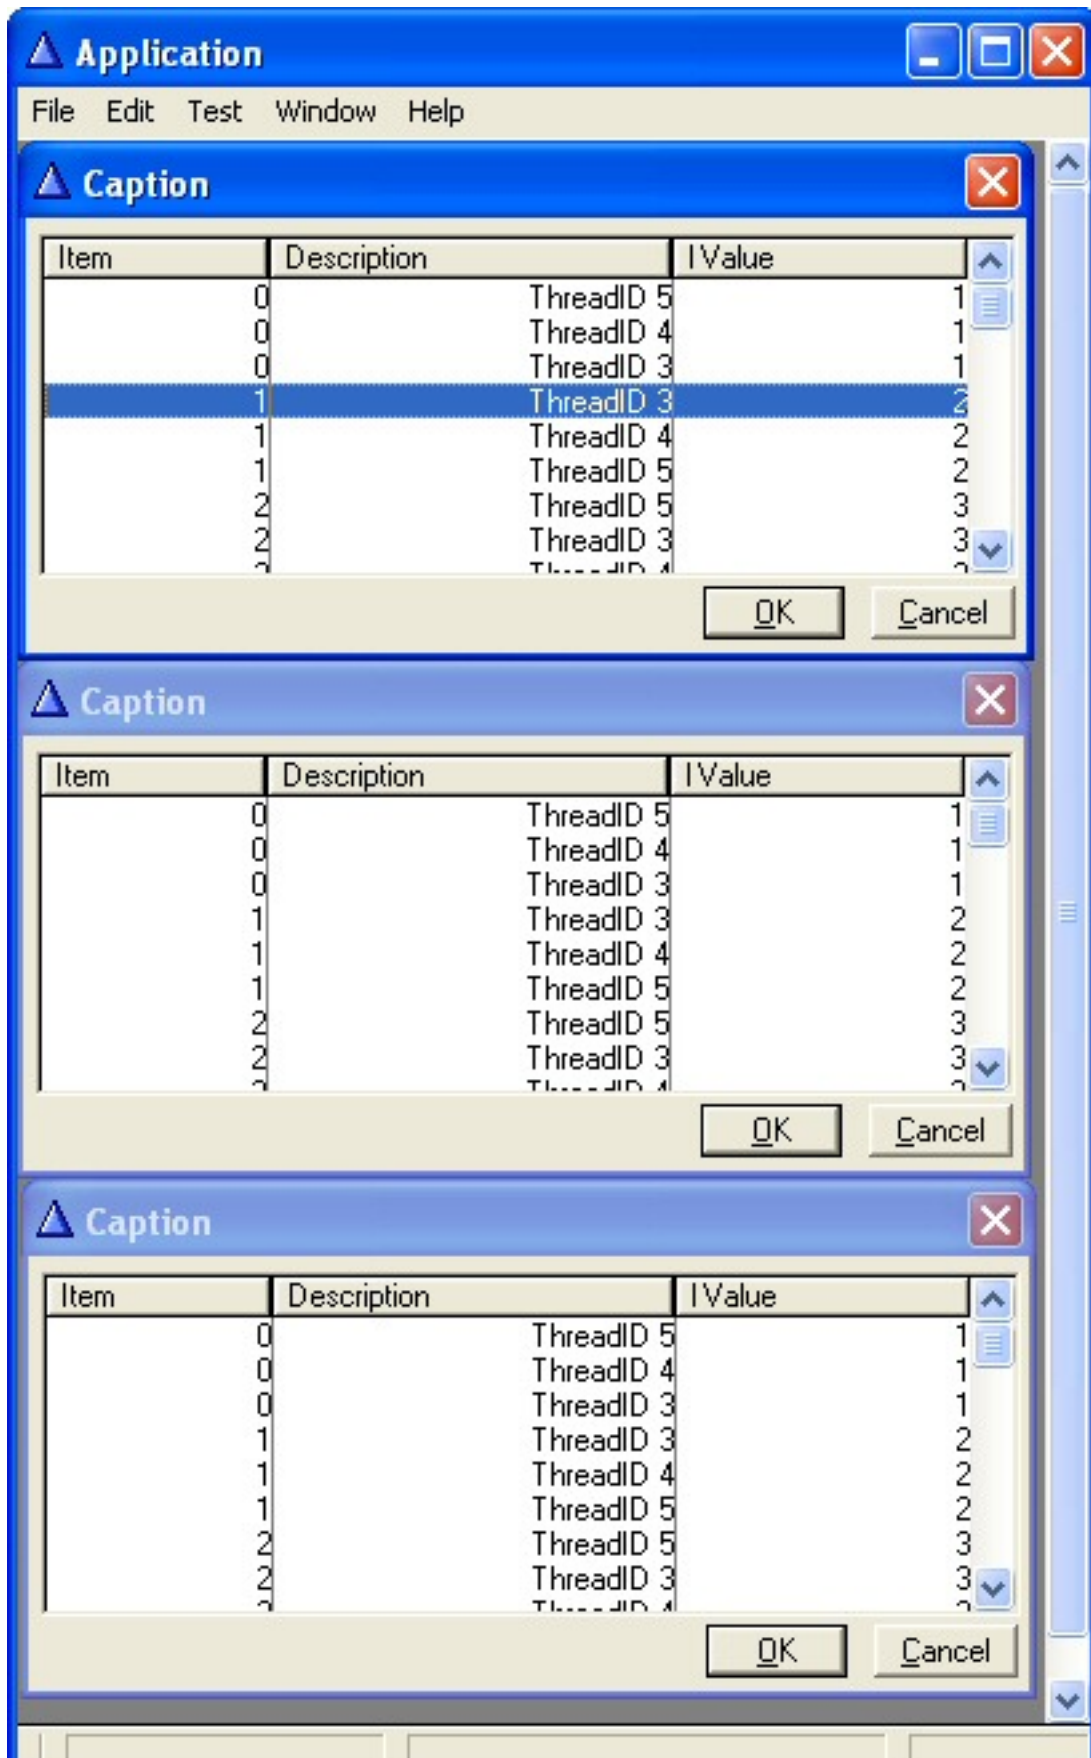 Application
File Edit Test Window Help
Caption
Item Description I Value
0 ThreadID 5 1
0 ThreadID 4 1
0 ThreadID 3 1
1 ThreadID 3 2
1 ThreadID 4 2
1 ThreadID 5 2
2 ThreadID 5 3
2 ThreadID 3 3
OK Cancel
Caption
Item Description I Value
0 ThreadID 5 1
0 ThreadID 4 1
0 ThreadID 3 1
1 ThreadID 3 2
1 ThreadID 4 2
1 ThreadID 5 2
2 ThreadID 5 3
2 ThreadID 3 3
OK Cancel
Caption
Item Description I Value
0 ThreadID 5 1
0 ThreadID 4 1
0 ThreadID 3 1
1 ThreadID 3 2
1 ThreadID 4 2
1 ThreadID 5 2
2 ThreadID 5 3
2 ThreadID 3 3
OK Cancel